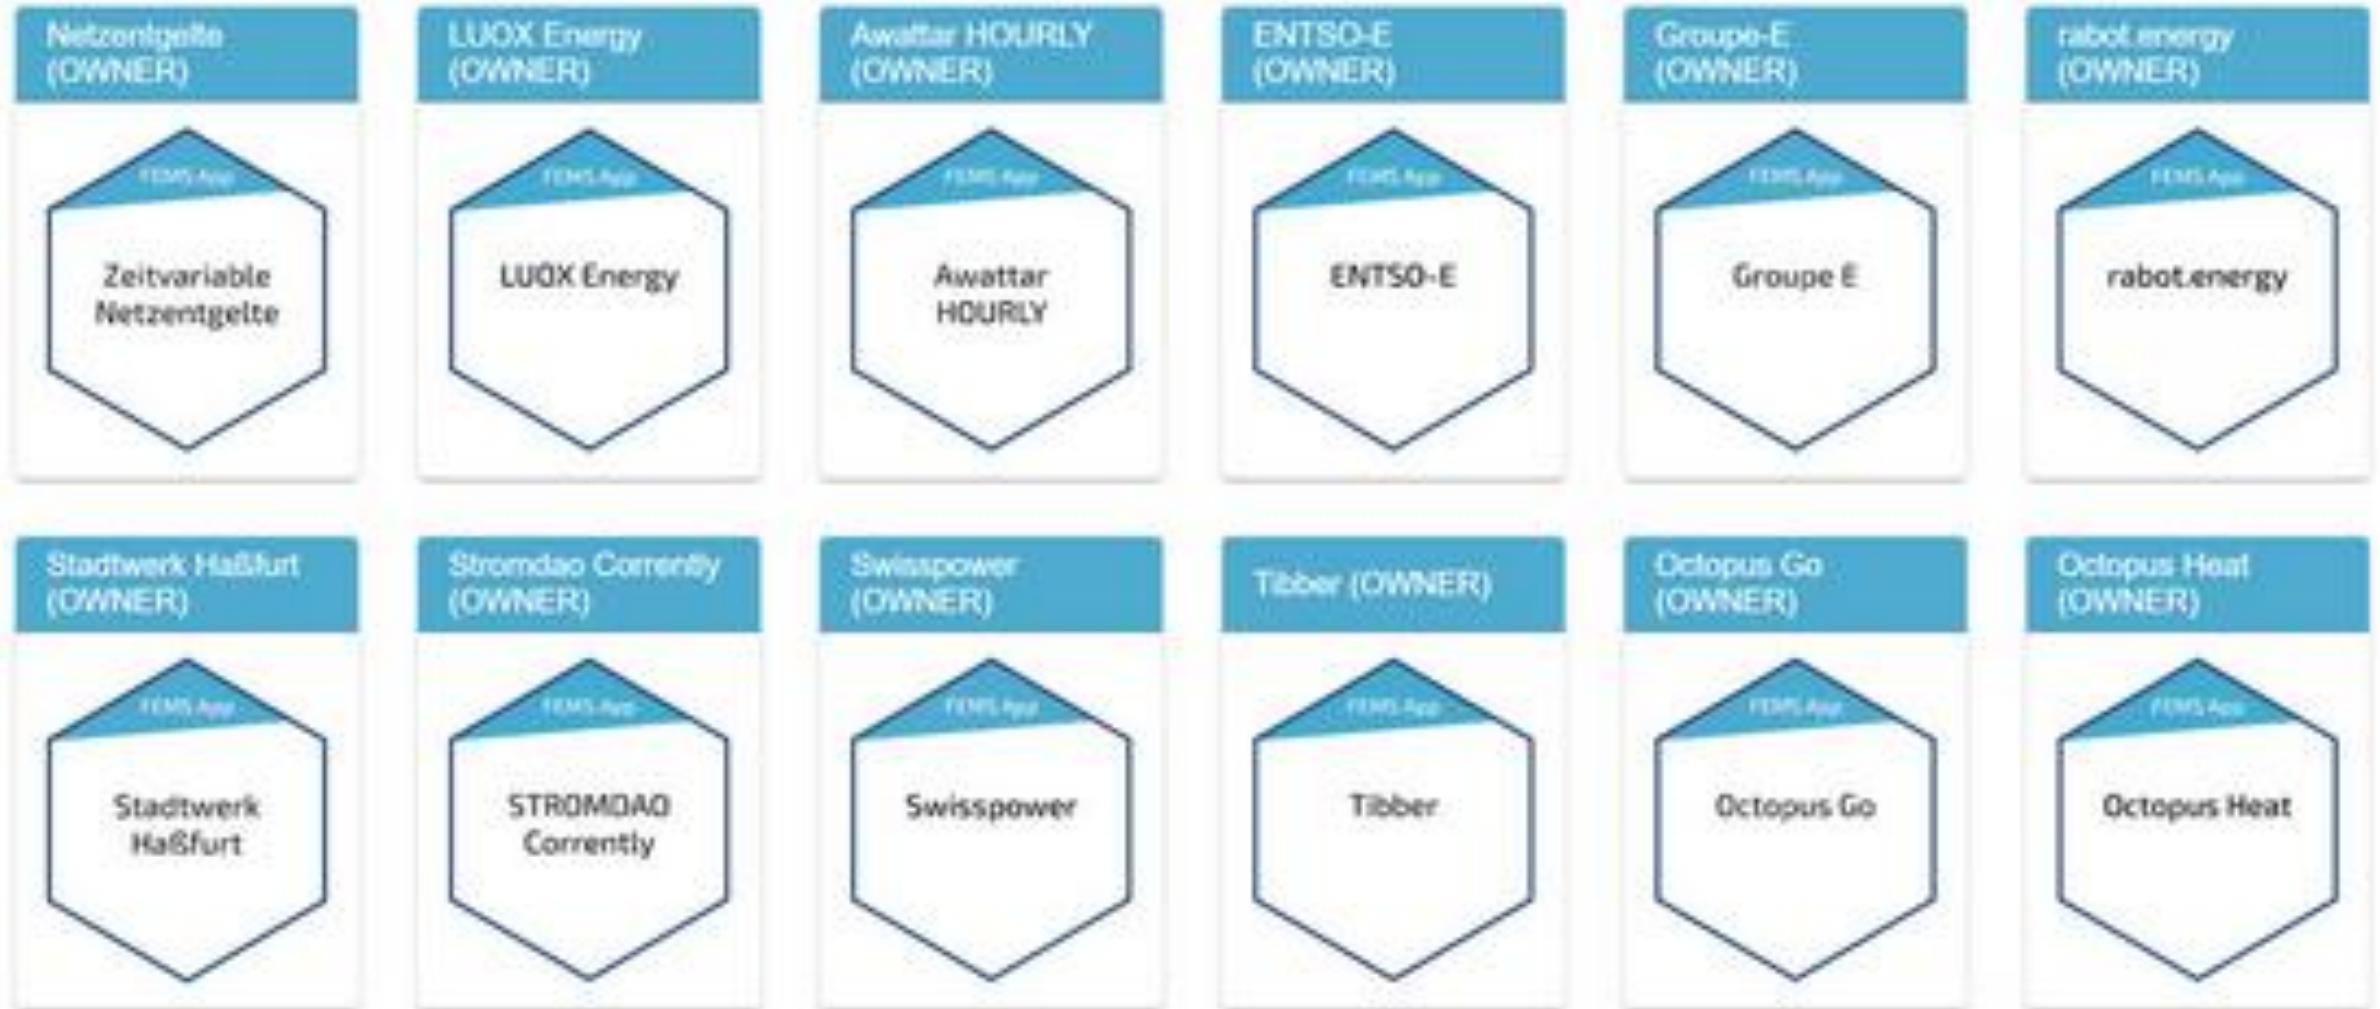 Netzentgelte
(OWNER)
LUOX Energy
(OWNER)
Awattar HOURLY
(OWNER)
ENTSO-E
(OWNER)
Groupe-E
(OWNER)
rabot.energy
(OWNER)
FEMS App
FEMS App
FEMS App
FEMS App
FEMS App
FEMS App
Zeitvariable
Netzentgelte
LUOX Energy
Awattar
HOURLY
ENTSO-E
Groupe E
rabot.energy
Stadtwerk Haßfurt
(OWNER)
Stromdao Corrently
(OWNER)
Swisspower
(OWNER)
Tibber (OWNER)
Octopus Go
(OWNER)
Octopus Heat
(OWNER)
FEMS App
FEMS App
FEMS App
FEMS App
FEMS App
FEMS App
Stadtwerk
Haßfurt
STROMDAO
Corrently
Swisspower
Tibber
Octopus Go
Octopus Heat